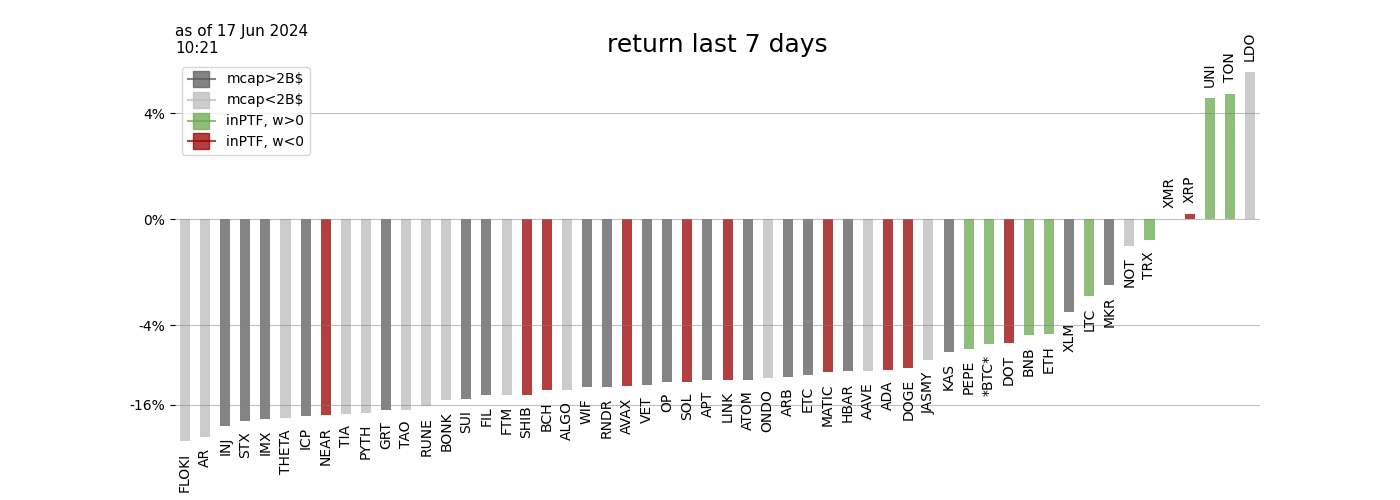 as of 17 Jun 2024
10:21
return last 7 days
mcap>2B$
mcap<2B$
inPTF, w>0
inPTF, w<0
4%
0%
-4%
-16%
FLOKI
AR
INJ
STX
IMX
THETA
ICP
NEAR
TIA
PYTH
GRT
TAO
RUNE
BONK
SUI
FIL
FTM
SHIB
BCH
ALGO
WIF
RNDR
AVAX
VET
OP
SOL
APT
LINK
ATOM
ONDO
ARB
ETC
MATIC
HBAR
AAVE
ADA
DOGE
JASMY
KAS
PEPE
*BTC*
DOT
BNB
ETH
XLM
LTC
MKR
NOT
TRX
XMR
XRP
UNI
TON
LDO